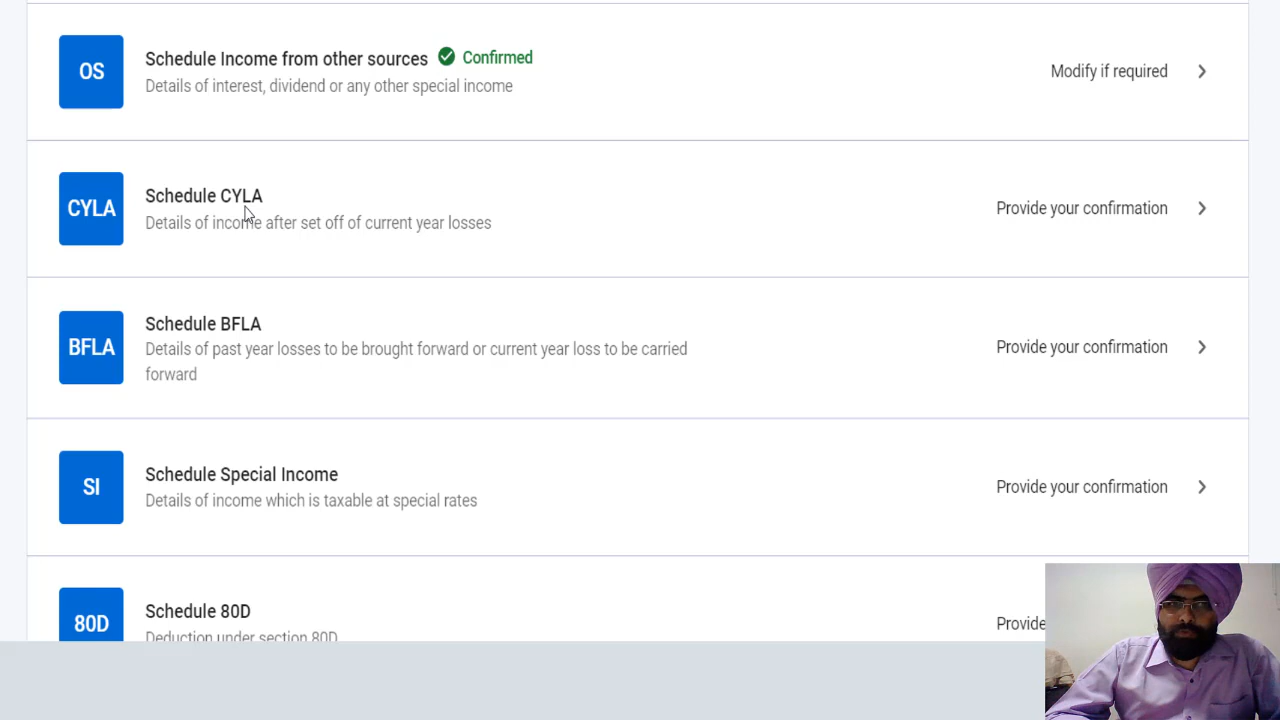 OS
Schedule Income from other sources Confirmed
Details of interest, dividend or any other special income
Modify if required
CYLA
Schedule CYLA
Details of income after set off of current year losses
Provide your confirmation
BFLA
Schedule BFLA
Details of past year losses to be brought forward or current year loss to be carried
forward
Provide your confirmation
SI
Schedule Special Income
Details of income which is taxable at special rates
Provide your confirmation
80D
Schedule 80D
Deduction under section 80D
Provide